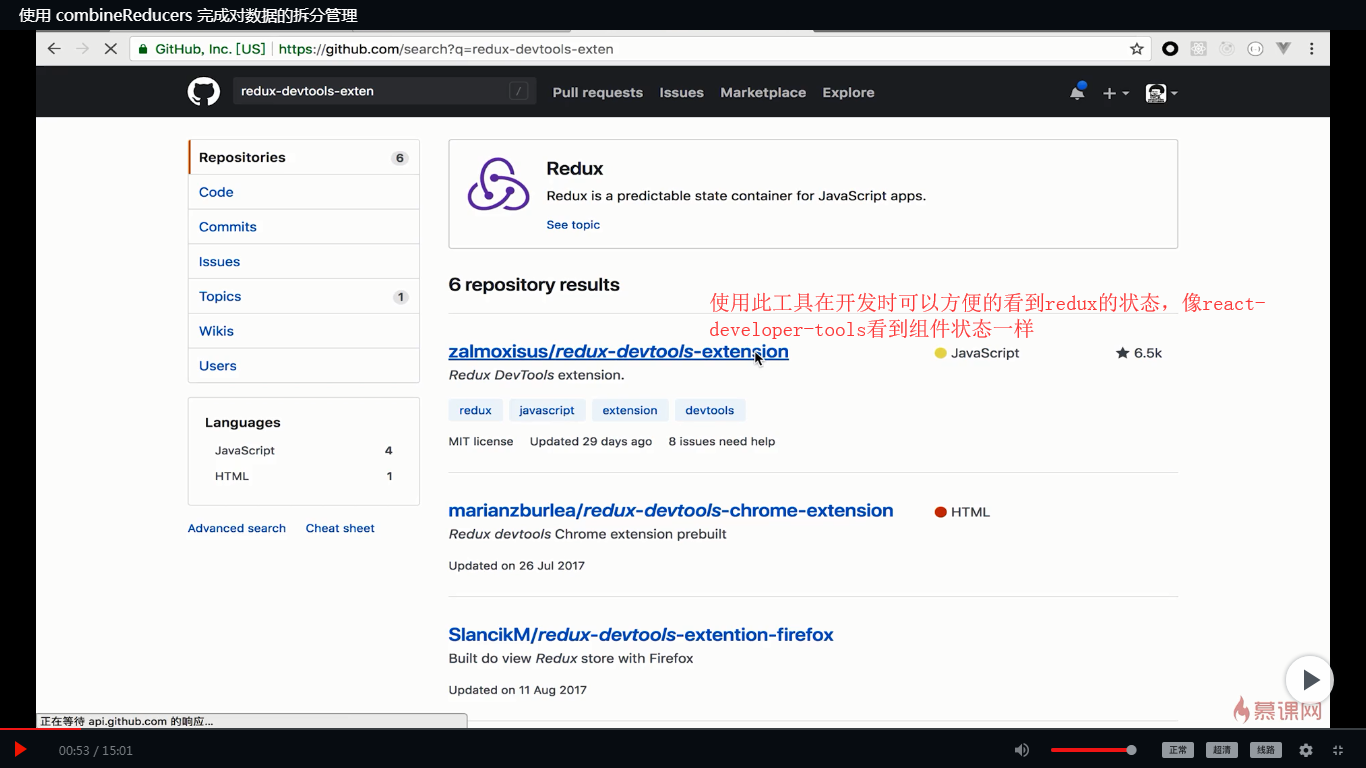 使用 combineReducers 完成对数据的拆分管理
GitHub, Inc. [US] | https://github.com/search?q=redux-devtools-exten
redux-devtools-exten / Pull requests Issues Marketplace Explore
Repositories 6
Code
Commits
Issues
Topics 1
Wikis
Users
Languages
JavaScript 4
HTML 1
Advanced search Cheat sheet
Redux
Redux is a predictable state container for JavaScript apps.
See topic
6 repository results
使用此工具在开发时可以方便的看到redux的状态，像react-
developer-tools看到组件状态一样
zalmoxisus/redux-devtools-extension JavaScript 6.5k
Redux DevTools extension.
redux javascript extension devtools
MIT license Updated 29 days ago 8 issues need help
marianzburlea/redux-devtools-chrome-extension HTML
Redux devtools Chrome extension prebuilt
Updated on 26 Jul 2017
SlancikM/redux-devtools-extention-firefox
Built do view Redux store with Firefox
Updated on 11 Aug 2017
正在等待 api.github.com 的响应...
慕课网
00:53 / 15:01 正常 超清 线路